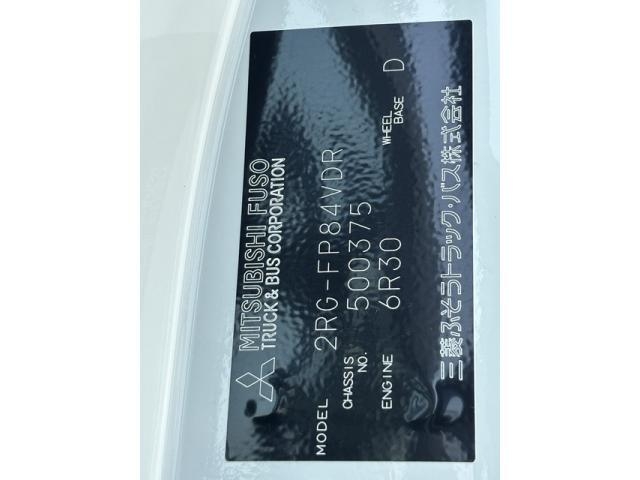 MITSUBISHI FUSO
TRUCK & BUS CORPORATION
MODEL 2RG-FP84VDR
CHASSIS NO. 500375
ENGINE 6R30 WHEEL BASE D
三菱ふそうトラック・バス株式会社